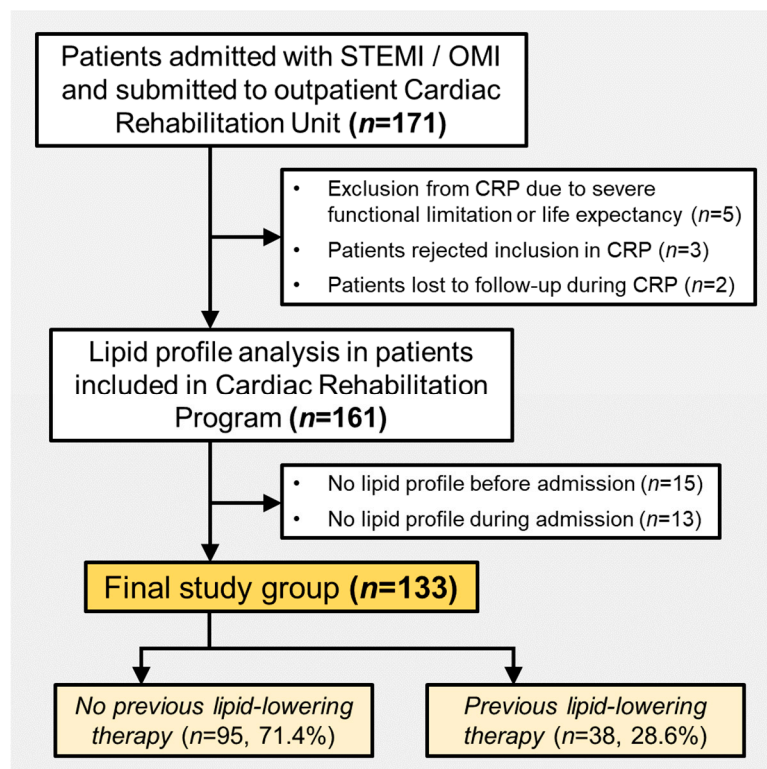 Patients admitted with STEMI / OMI
and submitted to outpatient Cardiac
Rehabilitation Unit (n=171)
• Exclusion from CRP due to severe
functional limitation or life expectancy (n=5)
• Patients rejected inclusion in CRP (n=3)
• Patients lost to follow-up during CRP (n=2)
Lipid profile analysis in patients
included in Cardiac Rehabilitation
Program (n=161)
• No lipid profile before admission (n=15)
• No lipid profile during admission (n=13)
Final study group (n=133)
No previous lipid-lowering
therapy (n=95, 71.4%)
Previous lipid-lowering
therapy (n=38, 28.6%)